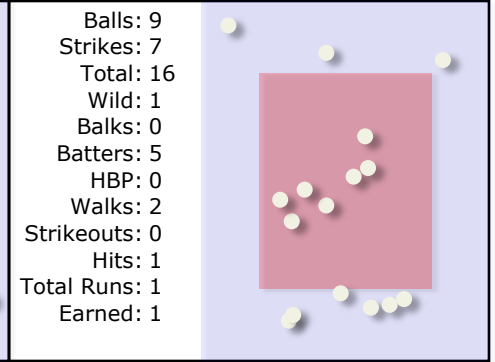 Balls: 9
Strikes: 7
Total: 16
Wild: 1
Balks: 0
Batters: 5
HBP: 0
Walks: 2
Strikeouts: 0
Hits: 1
Total Runs: 1
Earned: 1